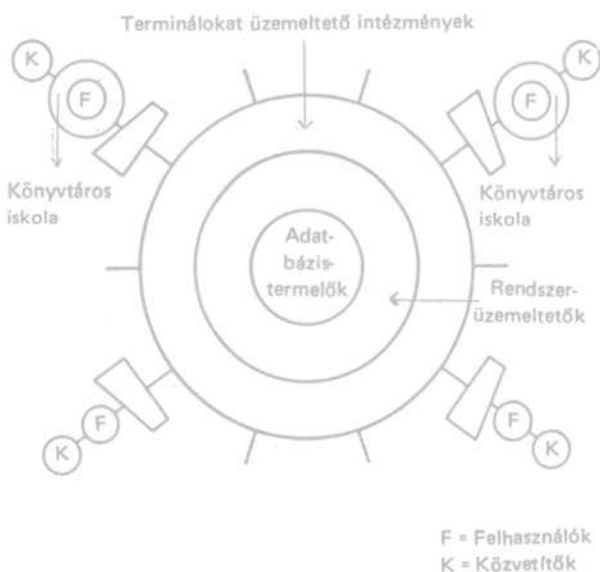 Terminálokat üzemeltető intézmények
K
F
K
F
Könyvtáros
iskola
Könyvtáros
iskola
Adat-
bázis-
termelők
Rendszer-
üzemeltetők
F
K
F
K
F = Felhasználók
K = Közvetítők